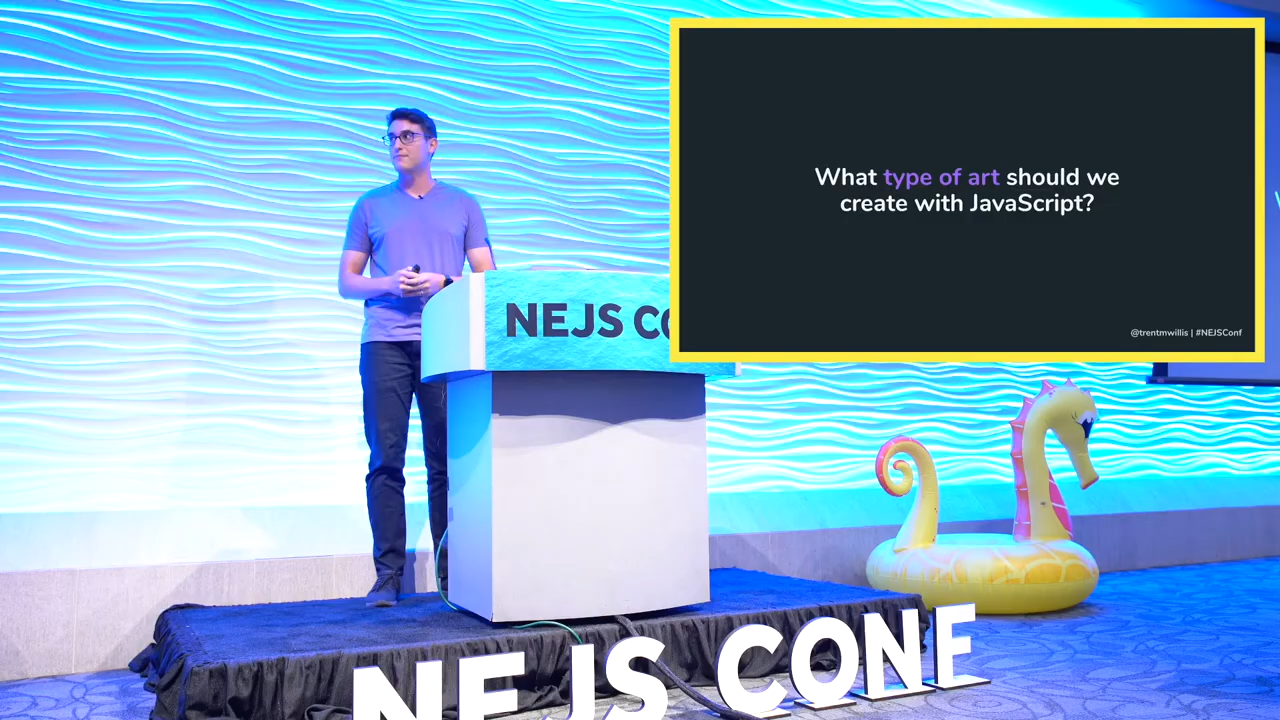 What type of art should we
create with JavaScript?
@trentmwillis | #NEJSConf
NEJS CO
NEJS CONF